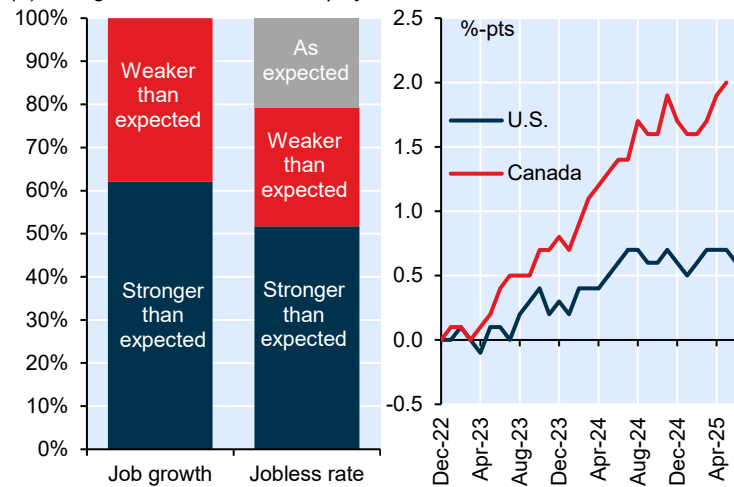 100%
90%
80%
70%
60%
50%
40%
30%
20%
10%
0%
Weaker
than
expected
Stronger
than
expected
As
expected
Weaker
than
expected
Stronger
than
expected
Job growth
Jobless rate
2.5
2.0
1.5
1.0
0.5
0.0
-0.5
%-pts
U.S.
Canada
Dec-22
Apr-23
Aug-23
Dec-23
Apr-24
Aug-24
Dec-24
Apr-25